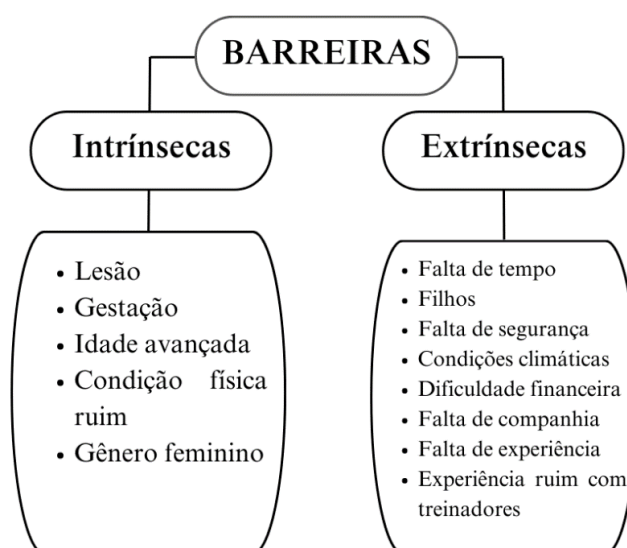 BARREIRAS
Intrínsecas
• Lesão
• Gestação
• Idade avançada
• Condição física
ruim
• Gênero feminino
Extrínsecas
• Falta de tempo
• Filhos
• Falta de segurança
• Condições climáticas
• Dificuldade financeira
• Falta de companhia
• Falta de experiência
• Experiência ruim com
treinadores